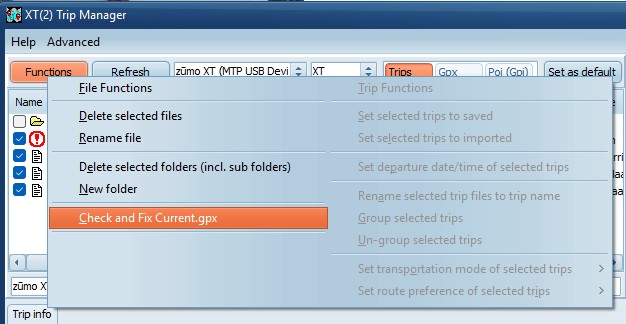 XT(2) Trip Manager
Help Advanced
Functions Refresh zūmo XT (MTP USB Devi XT Trips Gpx Poi (Gpi) Set as default
Name
File Functions
Delete selected files
Rename file
Delete selected folders (incl. sub folders)
New folder
Check and Fix Current.gpx
Trip Functions
Set selected trips to saved
Set selected trips to imported
Set departure date/time of selected trips
Rename selected trip files to trip name
Group selected trips
Un-group selected trips
Set transportation mode of selected trips
Set route preference of selected trips
zūmo X
Trip info